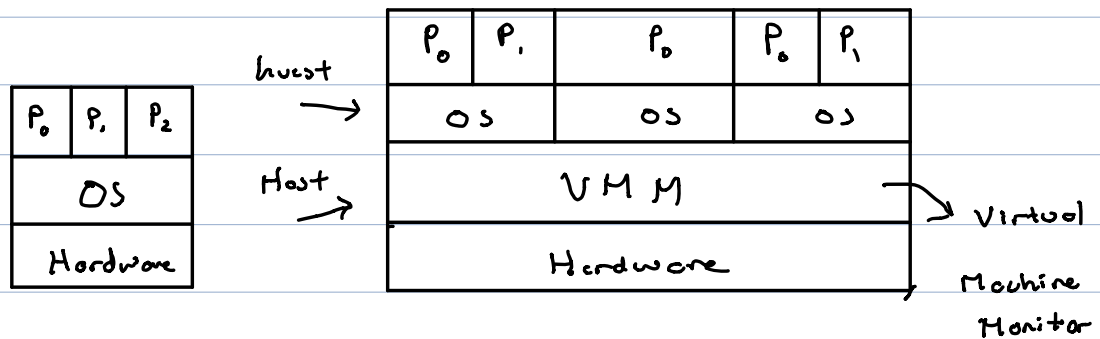 P₀ P₁ P₂
OS
Hardware
Guest
Host
P₀ P₁ P₀ P₀ P₁
OS OS OS
VMM
Hardware
Virtual
Machine
Monitor